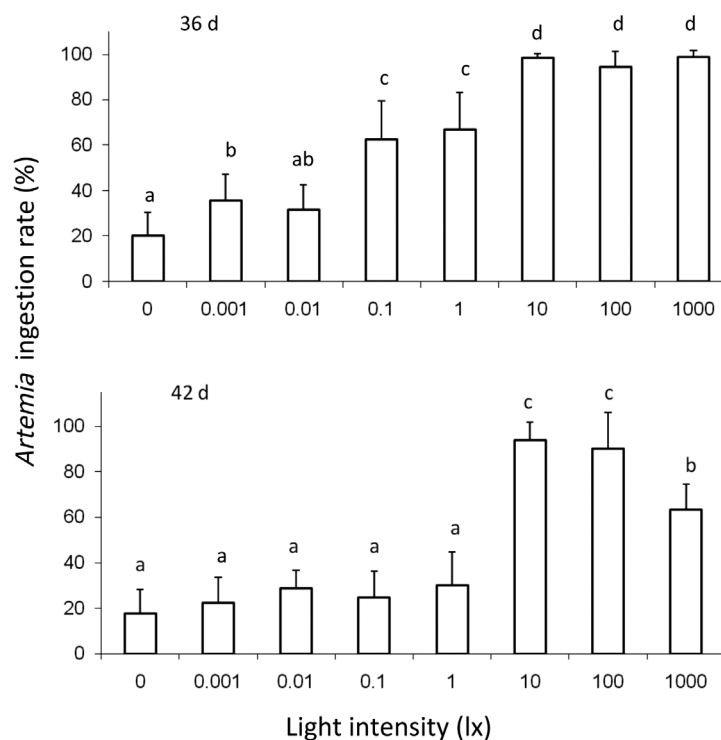 36 d
Artemia ingestion rate (%)
100
80
60
40
20
0
a
b
ab
c
c
d
d
d
0 0.001 0.01 0.1 1 10 100 1000
42 d
100
80
60
40
20
0
a
a
a
a
a
c
c
b
0 0.001 0.01 0.1 1 10 100 1000
Light intensity (lx)